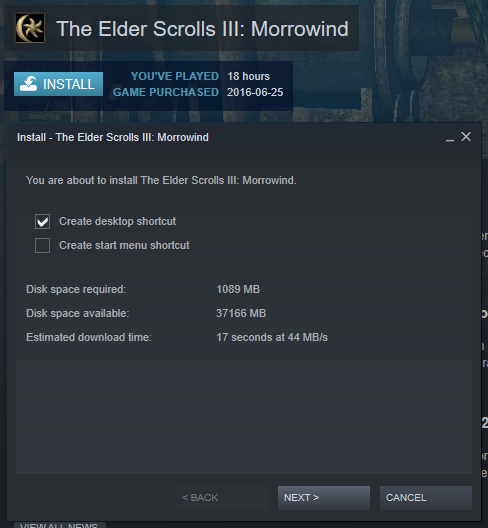 The Elder Scrolls III: Morrowind
INSTALL
YOU'VE PLAYED 18 hours
GAME PURCHASED 2016-06-25
Install - The Elder Scrolls III: Morrowind
You are about to install The Elder Scrolls III: Morrowind.
Create desktop shortcut
Create start menu shortcut
Disk space required: 1089 MB
Disk space available: 37166 MB
Estimated download time: 17 seconds at 44 MB/s
< BACK NEXT > CANCEL
VIEW ALL NEWS